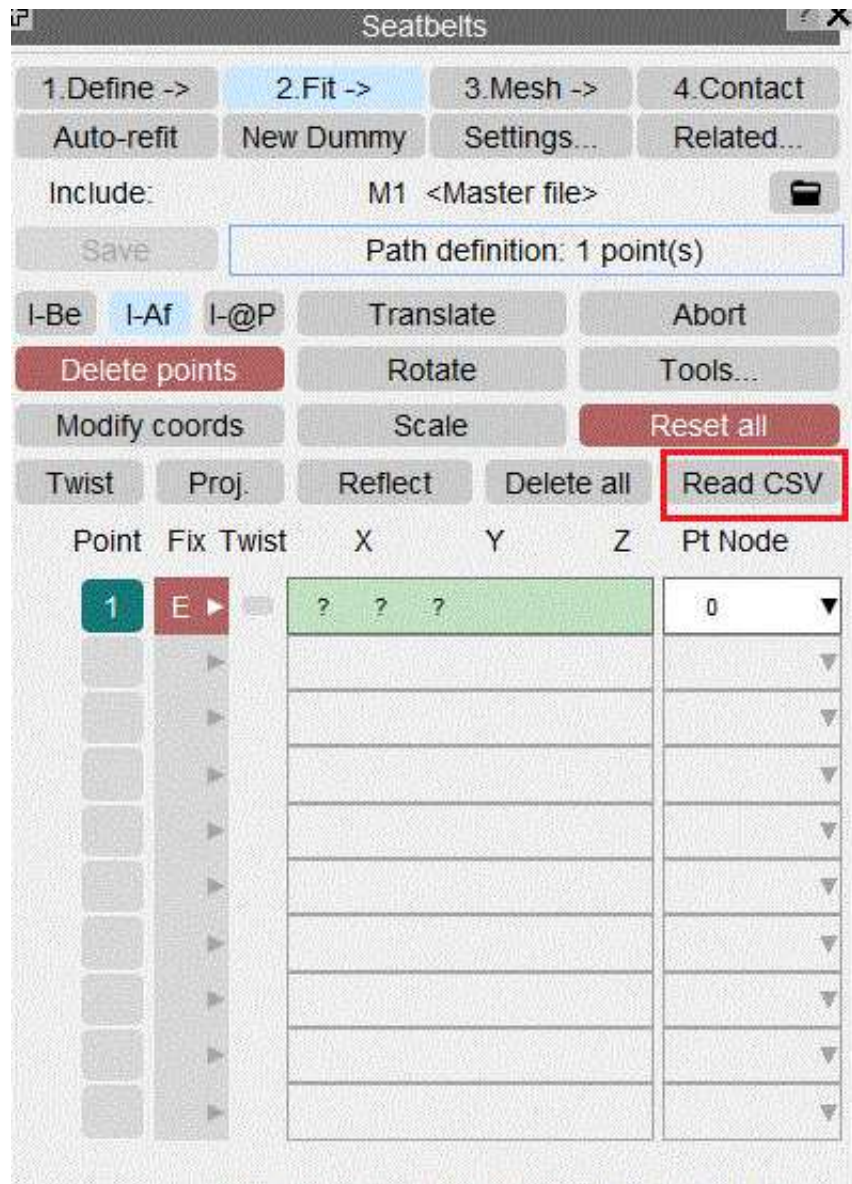 Seatbelts ? X
1.Define -> 2.Fit -> 3.Mesh -> 4.Contact
Auto-refit New Dummy Settings... Related...
Include: M1 <Master file>
Save Path definition: 1 point(s)
I-Be I-Af I-@P Translate Abort
Delete points Rotate Tools...
Modify coords Scale Reset all
Twist Proj. Reflect Delete all Read CSV
Point Fix Twist X Y Z Pt Node
1 E ? ? ? 0